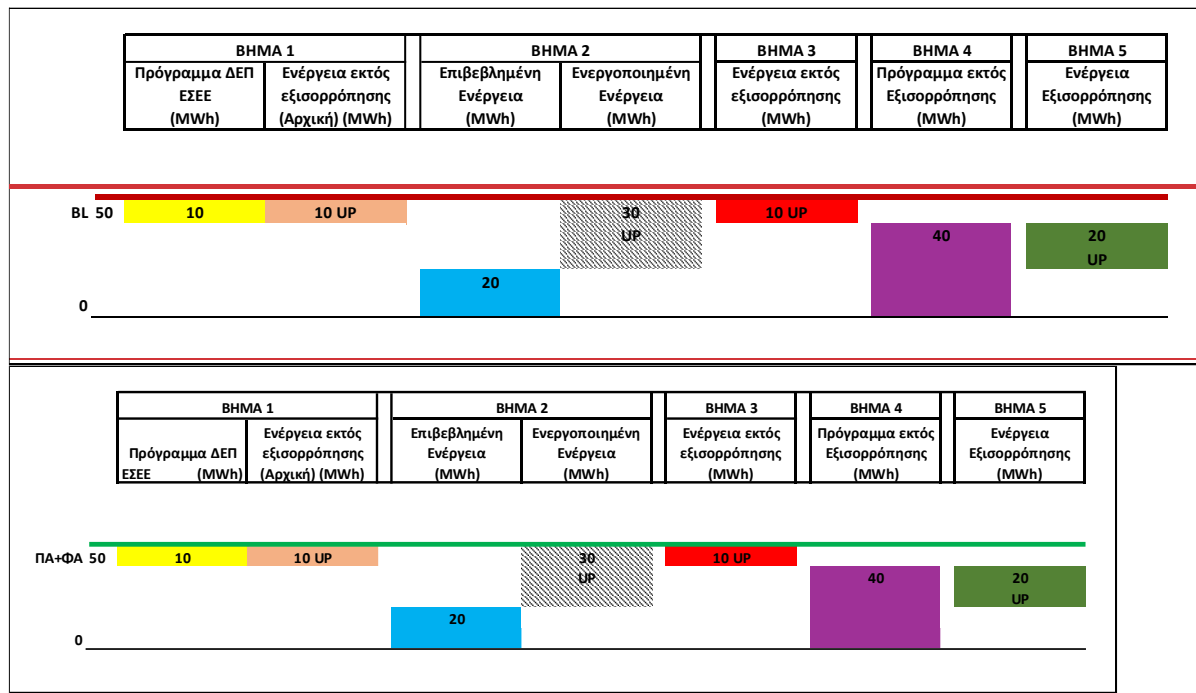 ΒΗΜΑ 1 ΒΗΜΑ 2 ΒΗΜΑ 3 ΒΗΜΑ 4 ΒΗΜΑ 5
Πρόγραμμα ΔΕΠ Ενέργεια εκτός Επιβεβλημένη Ενεργοποιημένη Ενέργεια εκτός Πρόγραμμα εκτός Ενέργεια
ΕΣΕΕ εξισορρόπησης Ενέργεια Ενέργεια εξισορρόπησης Εξισορρόπησης Εξισορρόπησης
(MWh) (Αρχική) (MWh) (MWh) (MWh) (MWh) (MWh) (MWh)
BL 50 10 10 UP 30 10 UP 40 20
UP UP
20
0
ΒΗΜΑ 1 ΒΗΜΑ 2 ΒΗΜΑ 3 ΒΗΜΑ 4 ΒΗΜΑ 5
Ενέργεια εκτός Επιβεβλημένη Ενεργοποιημένη Ενέργεια εκτός Πρόγραμμα εκτός Ενέργεια
Πρόγραμμα ΔΕΠ εξισορρόπησης Ενέργεια Ενέργεια εξισορρόπησης Εξισορρόπησης Εξισορρόπησης
ΕΣΕΕ (MWh) (Αρχική) (MWh) (MWh) (MWh) (MWh) (MWh) (MWh)
ΠΑ+ΦΑ 50 10 10 UP 30 10 UP 40 20
UP UP
20
0